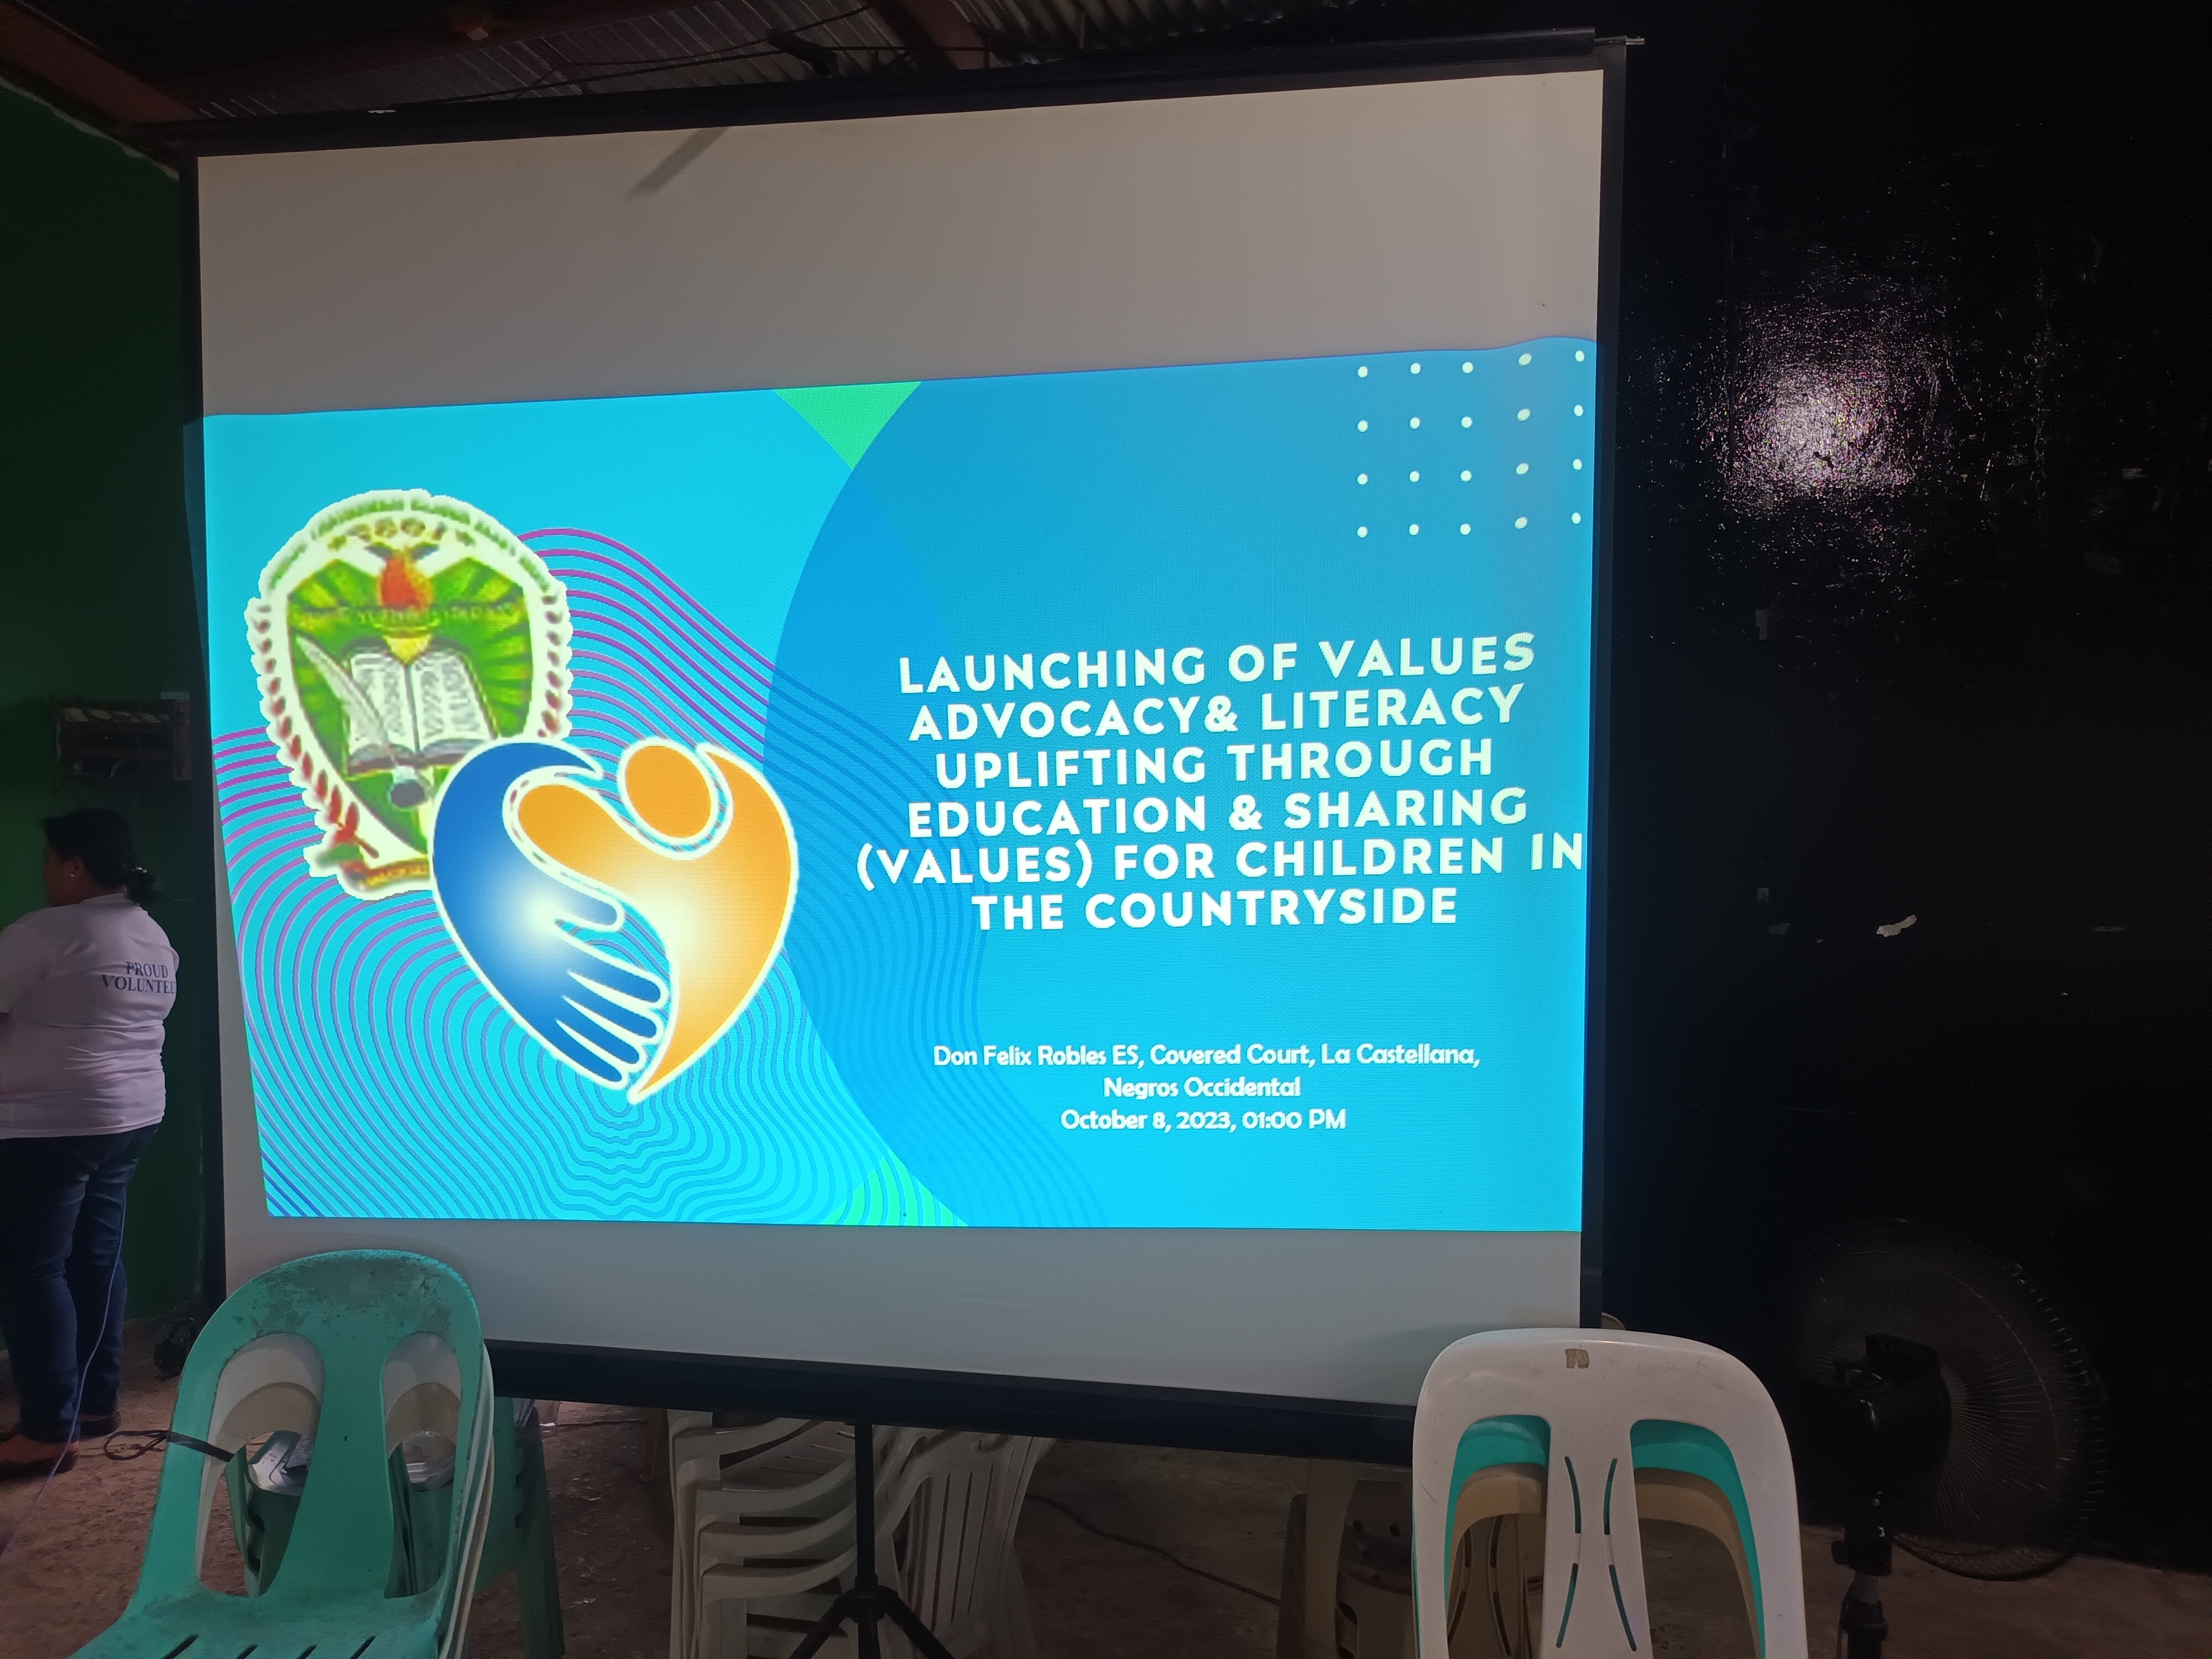 LAUNCHING OF VALUES
ADVOCACY& LITERACY
UPLIFTING THROUGH
EDUCATION & SHARING
(VALUES) FOR CHILDREN IN
THE COUNTRYSIDE
Don Felix Robles ES, Covered Court, La Castellana,
Negros Occidental
October 8, 2023, 01:00 PM
PROUD
VOLUNTEE